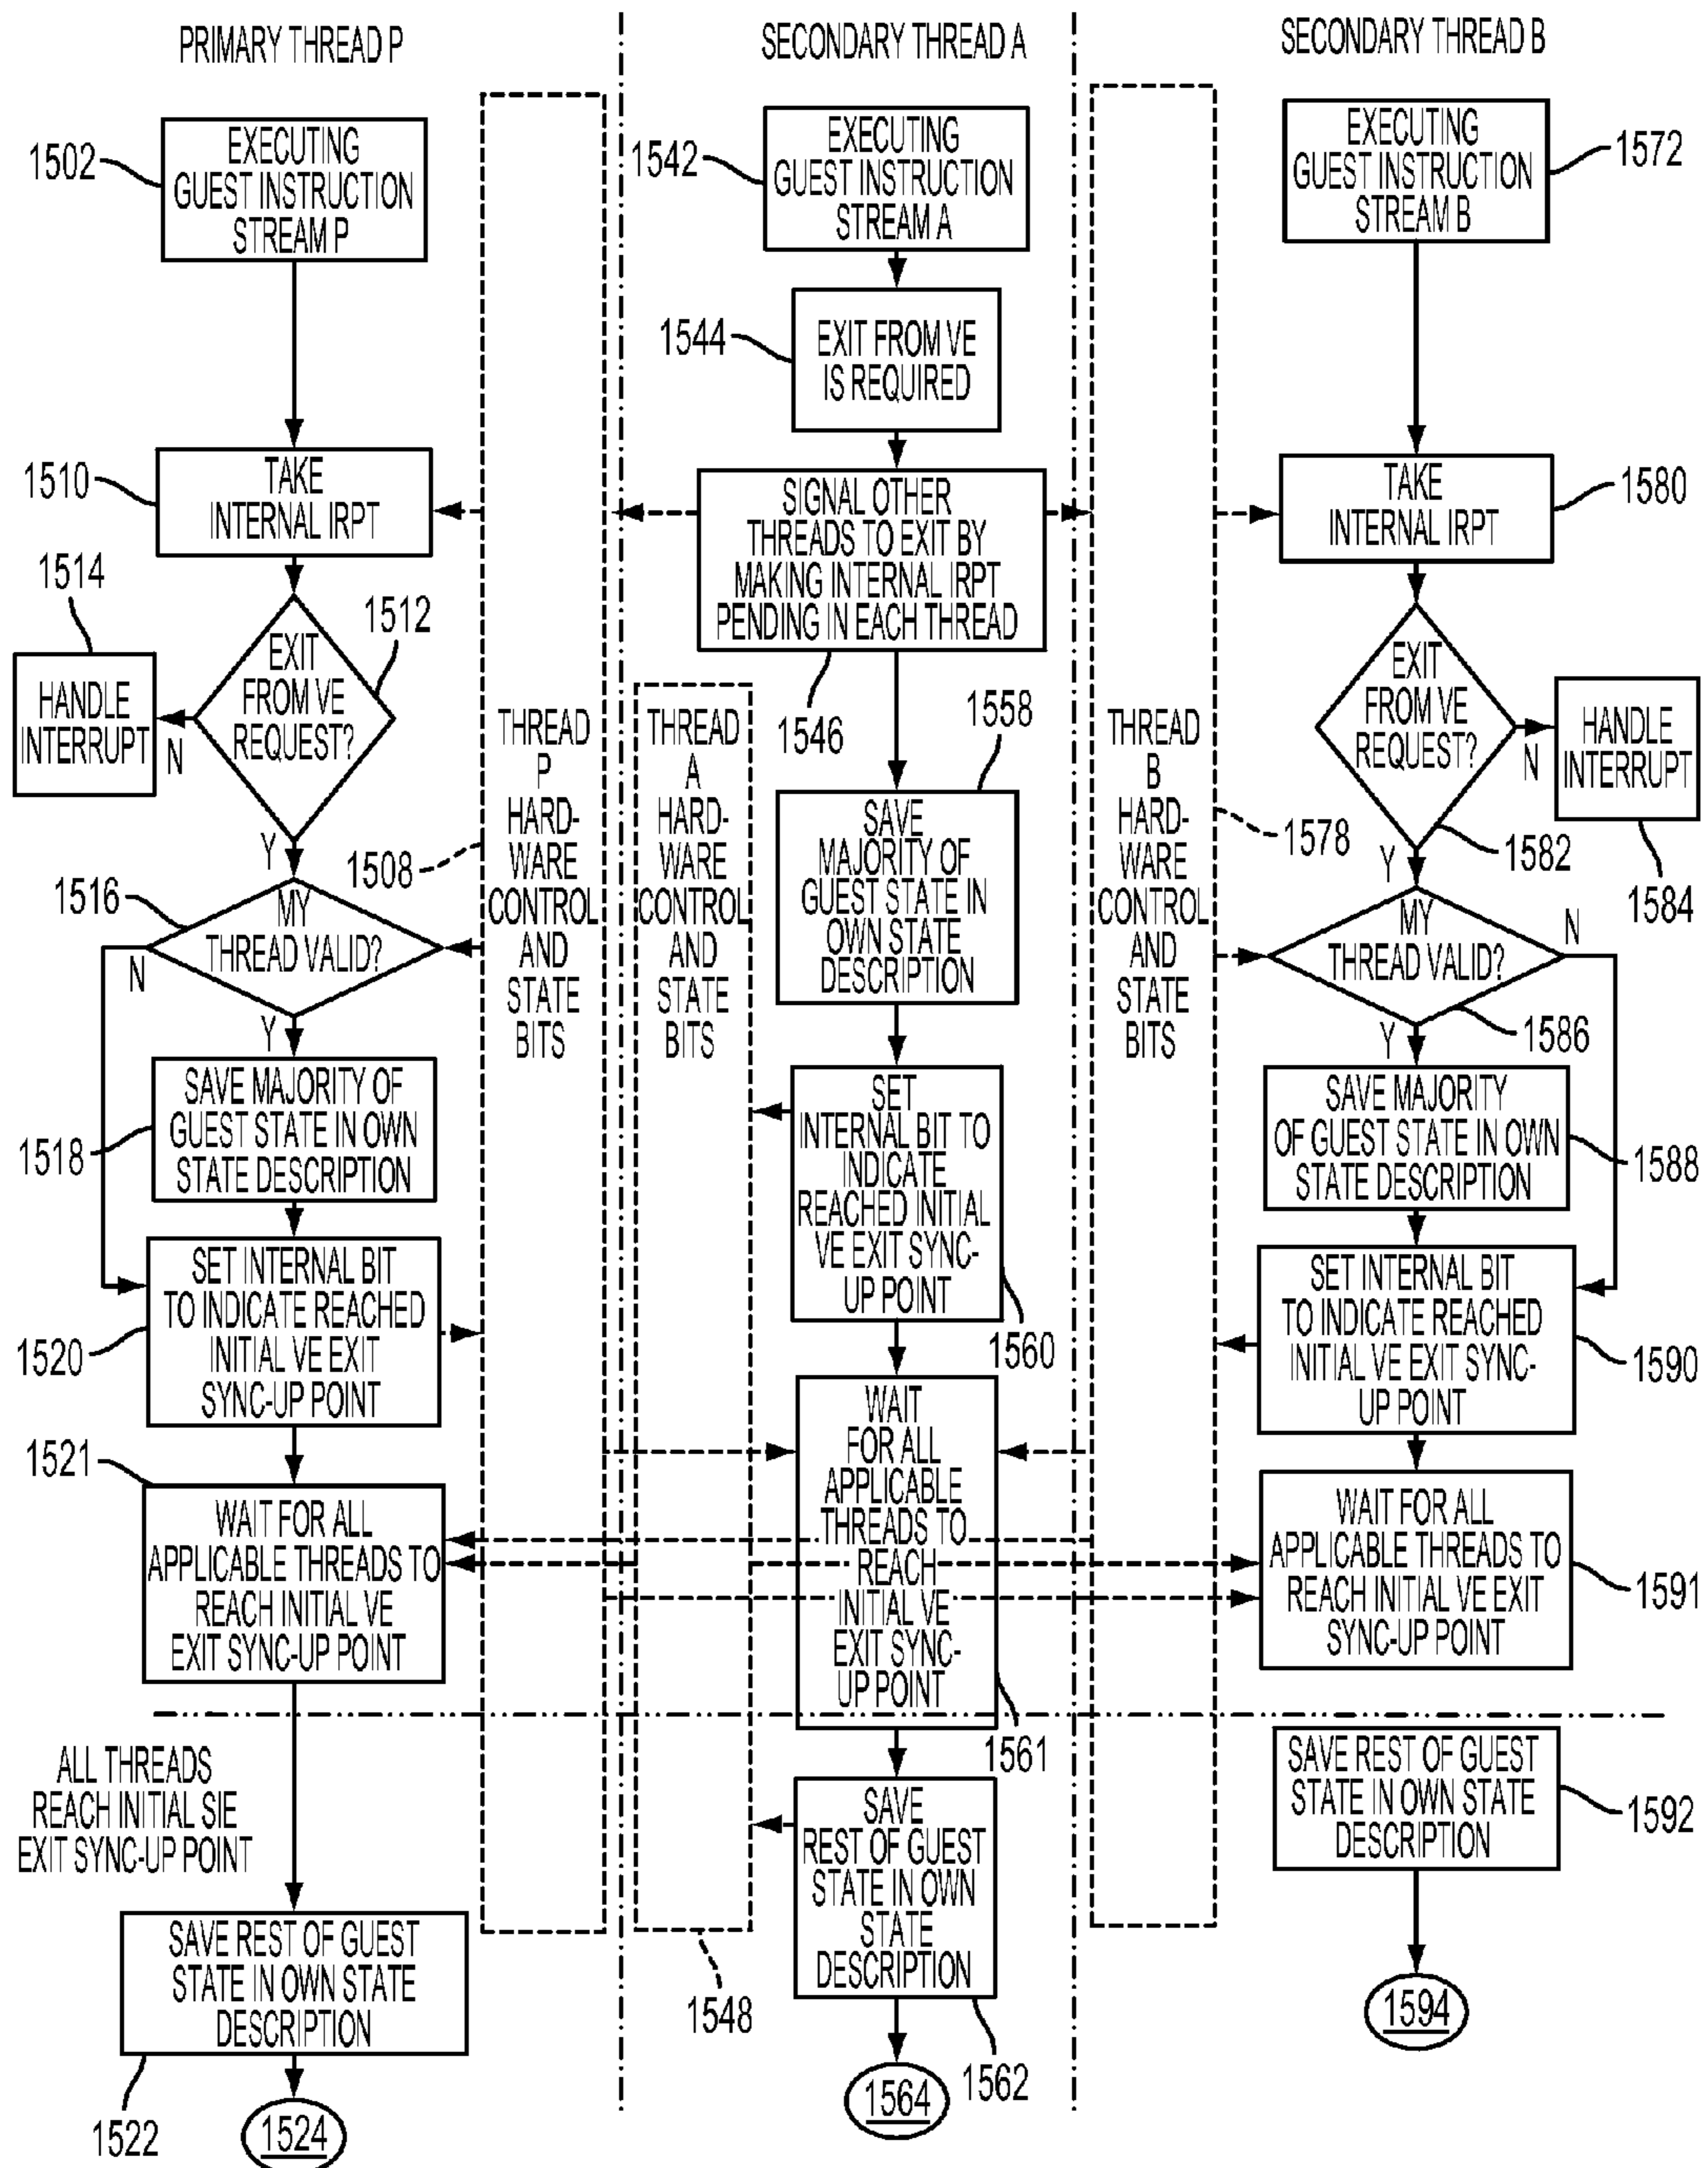 PRIMARY THREAD P
EXECUTING
GUEST INSTRUCTION
STREAM P
1502
TAKE
INTERNAL IRPT
1510
EXIT
FROM VE
REQUEST?
1512
N
Y
HANDLE
INTERRUPT
1514
MY
THREAD VALID?
1516
N
Y
SAVE MAJORITY OF
GUEST STATE IN OWN
STATE DESCRIPTION
1518
SET INTERNAL BIT
TO INDICATE REACHED
INITIAL VE EXIT
SYNC-UP POINT
1520
WAIT FOR ALL
APPLICABLE THREADS TO
REACH INITIAL VE
EXIT SYNC-UP POINT
1521
ALL THREADS
REACH INITIAL SIE
EXIT SYNC-UP POINT
SAVE REST OF GUEST
STATE IN OWN STATE
DESCRIPTION
1522
1524
THREAD
P
HARD-
WARE
CONTROL
AND
STATE
BITS
1508
SECONDARY THREAD A
EXECUTING
GUEST INSTRUCTION
STREAM A
1542
EXIT FROM VE
IS REQUIRED
1544
SIGNAL OTHER
THREADS TO EXIT BY
MAKING INTERNAL IRPT
PENDING IN EACH THREAD
1546
THREAD
A
HARD-
WARE
CONTROL
AND
STATE
BITS
1548
SAVE
MAJORITY OF
GUEST STATE IN
OWN STATE
DESCRIPTION
1558
SET
INTERNAL BIT TO
INDICATE
REACHED INITIAL
VE EXIT SYNC-
UP POINT
1560
WAIT
FOR ALL
APPLICABLE
THREADS TO
REACH
INITIAL VE
EXIT SYNC-
UP POINT
1561
SAVE
REST OF GUEST
STATE IN OWN
STATE
DESCRIPTION
1562
1564
SECONDARY THREAD B
EXECUTING
GUEST INSTRUCTION
STREAM B
1572
THREAD
B
HARD-
WARE
CONTROL
AND
STATE
BITS
1578
TAKE
INTERNAL IRPT
1580
EXIT
FROM VE
REQUEST?
1582
N
Y
HANDLE
INTERRUPT
1584
MY
THREAD VALID?
1586
N
Y
SAVE MAJORITY
OF GUEST STATE IN OWN
STATE DESCRIPTION
1588
SET INTERNAL BIT
TO INDICATE REACHED
INITIAL VE EXIT SYNC-
UP POINT
1590
WAIT FOR ALL
APPLICABLE THREADS TO
REACH INITIAL VE EXIT
SYNC-UP POINT
1591
SAVE REST OF GUEST
STATE IN OWN STATE
DESCRIPTION
1592
1594